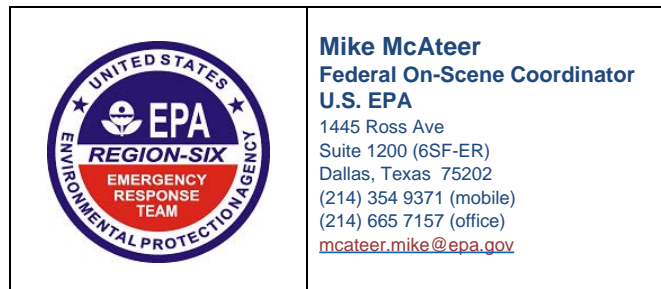 UNITED STATES
EPA
REGION-SIX
EMERGENCY
RESPONSE
TEAM
ENVIRONMENTAL PROTECTION AGENCY
Mike McAteer
Federal On-Scene Coordinator
U.S. EPA
1445 Ross Ave
Suite 1200 (6SF-ER)
Dallas, Texas  75202
(214) 354 9371 (mobile)
(214) 665 7157 (office)
mcateer.mike@epa.gov